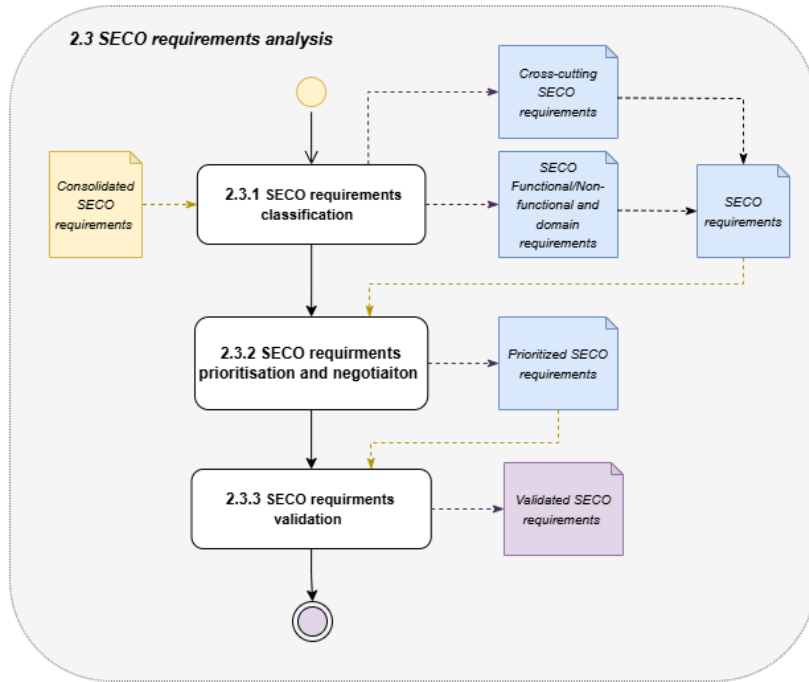 2.3 SECO requirements analysis
Cross-cutting
SECO
requirements
Consolidated
SECO
requirements
2.3.1 SECO requirements
classification
SECO
Functional/Non-
functional and
domain
requirements
SECO
requirements
2.3.2 SECO requirments
prioritisation and negotiaiton
Prioritized SECO
requirements
2.3.3 SECO requirments
validation
Validated SECO
requirements